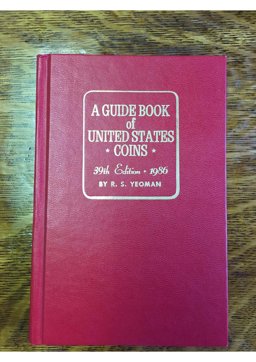 A GUIDE BOOK
of
UNITED STATES
★ COINS ★
39th Edition • 1986
BY R. S. YEOMAN